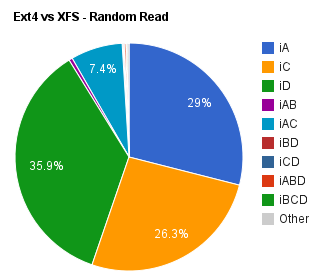 Ext4 vs XFS - Random Read
29%
26.3%
35.9%
7.4%
iA
iC
iD
iAB
iAC
iBD
iCD
iABD
iBCD
Other